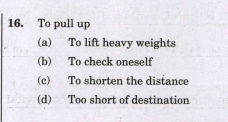 16. To pull up
(a) To lift heavy weights
(b) To check oneself
(c) To shorten the distance
(d) Too short of destination